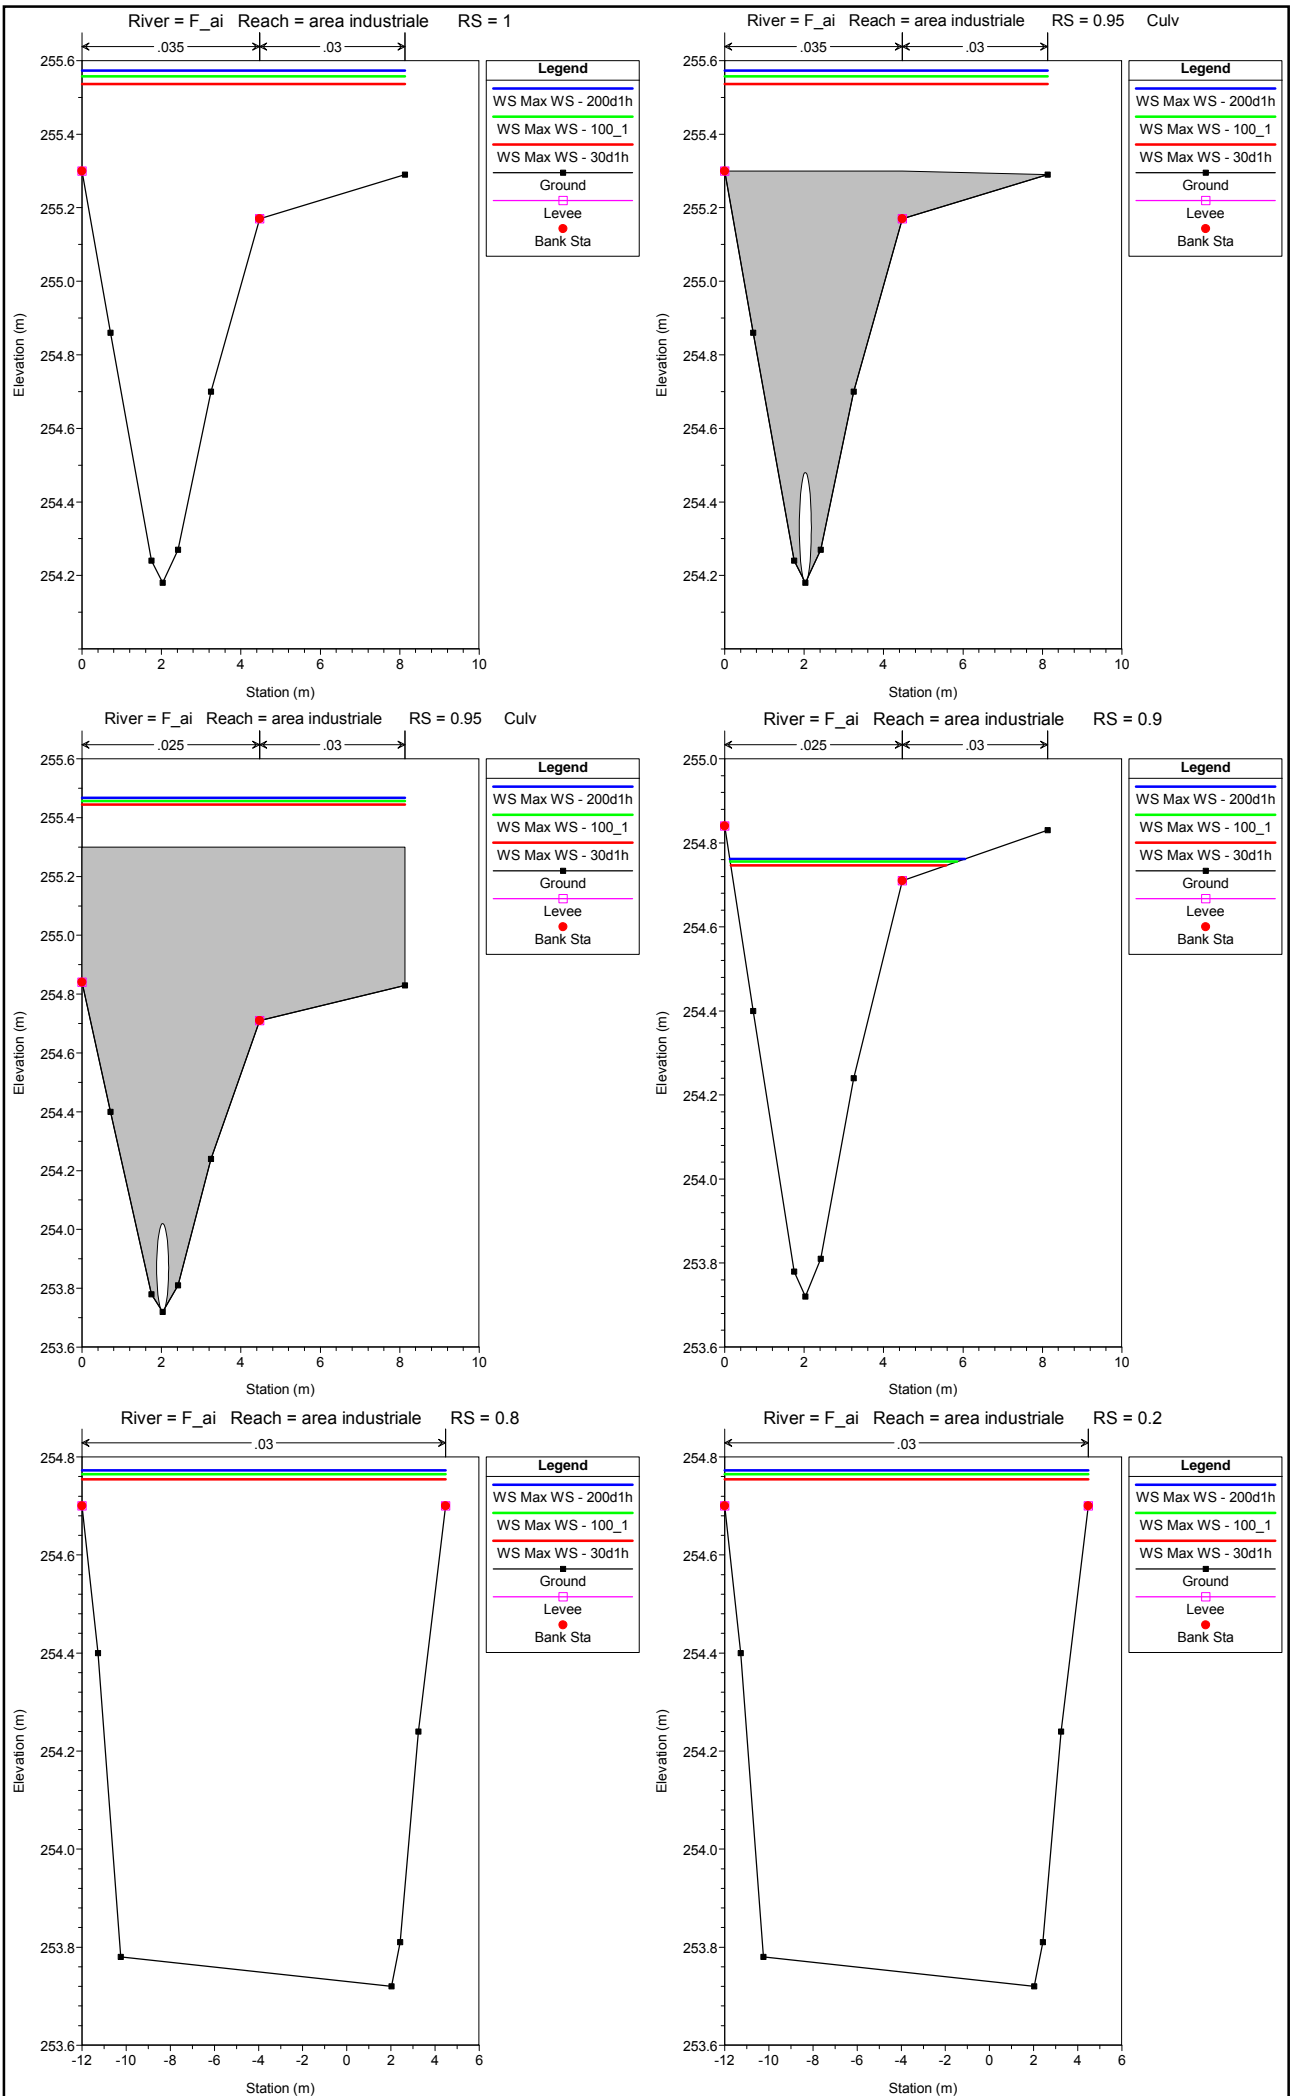 River = F_ai Reach = area industriale RS = 1
.035 .03
255.6
255.4
255.2
255.0
254.8
254.6
254.4
254.2
0 2 4 6 8 10
Station (m)
Elevation (m)
Legend
WS Max WS - 200d1h
WS Max WS - 100_1
WS Max WS - 30d1h
Ground
Levee
Bank Sta
River = F_ai Reach = area industriale RS = 0.95 Culv
.035 .03
255.6
255.4
255.2
255.0
254.8
254.6
254.4
254.2
0 2 4 6 8 10
Station (m)
Elevation (m)
Legend
WS Max WS - 200d1h
WS Max WS - 100_1
WS Max WS - 30d1h
Ground
Levee
Bank Sta
River = F_ai Reach = area industriale RS = 0.95 Culv
.025 .03
255.6
255.4
255.2
255.0
254.8
254.6
254.4
254.2
254.0
253.8
253.6
0 2 4 6 8 10
Station (m)
Elevation (m)
Legend
WS Max WS - 200d1h
WS Max WS - 100_1
WS Max WS - 30d1h
Ground
Levee
Bank Sta
River = F_ai Reach = area industriale RS = 0.9
.025 .03
255.0
254.8
254.6
254.4
254.2
254.0
253.8
253.6
0 2 4 6 8 10
Station (m)
Elevation (m)
Legend
WS Max WS - 200d1h
WS Max WS - 100_1
WS Max WS - 30d1h
Ground
Levee
Bank Sta
River = F_ai Reach = area industriale RS = 0.8
.03
254.8
254.6
254.4
254.2
254.0
253.8
253.6
-12 -10 -8 -6 -4 -2 0 2 4 6
Station (m)
Elevation (m)
Legend
WS Max WS - 200d1h
WS Max WS - 100_1
WS Max WS - 30d1h
Ground
Levee
Bank Sta
River = F_ai Reach = area industriale RS = 0.2
.03
254.8
254.6
254.4
254.2
254.0
253.8
253.6
-12 -10 -8 -6 -4 -2 0 2 4 6
Station (m)
Elevation (m)
Legend
WS Max WS - 200d1h
WS Max WS - 100_1
WS Max WS - 30d1h
Ground
Levee
Bank Sta